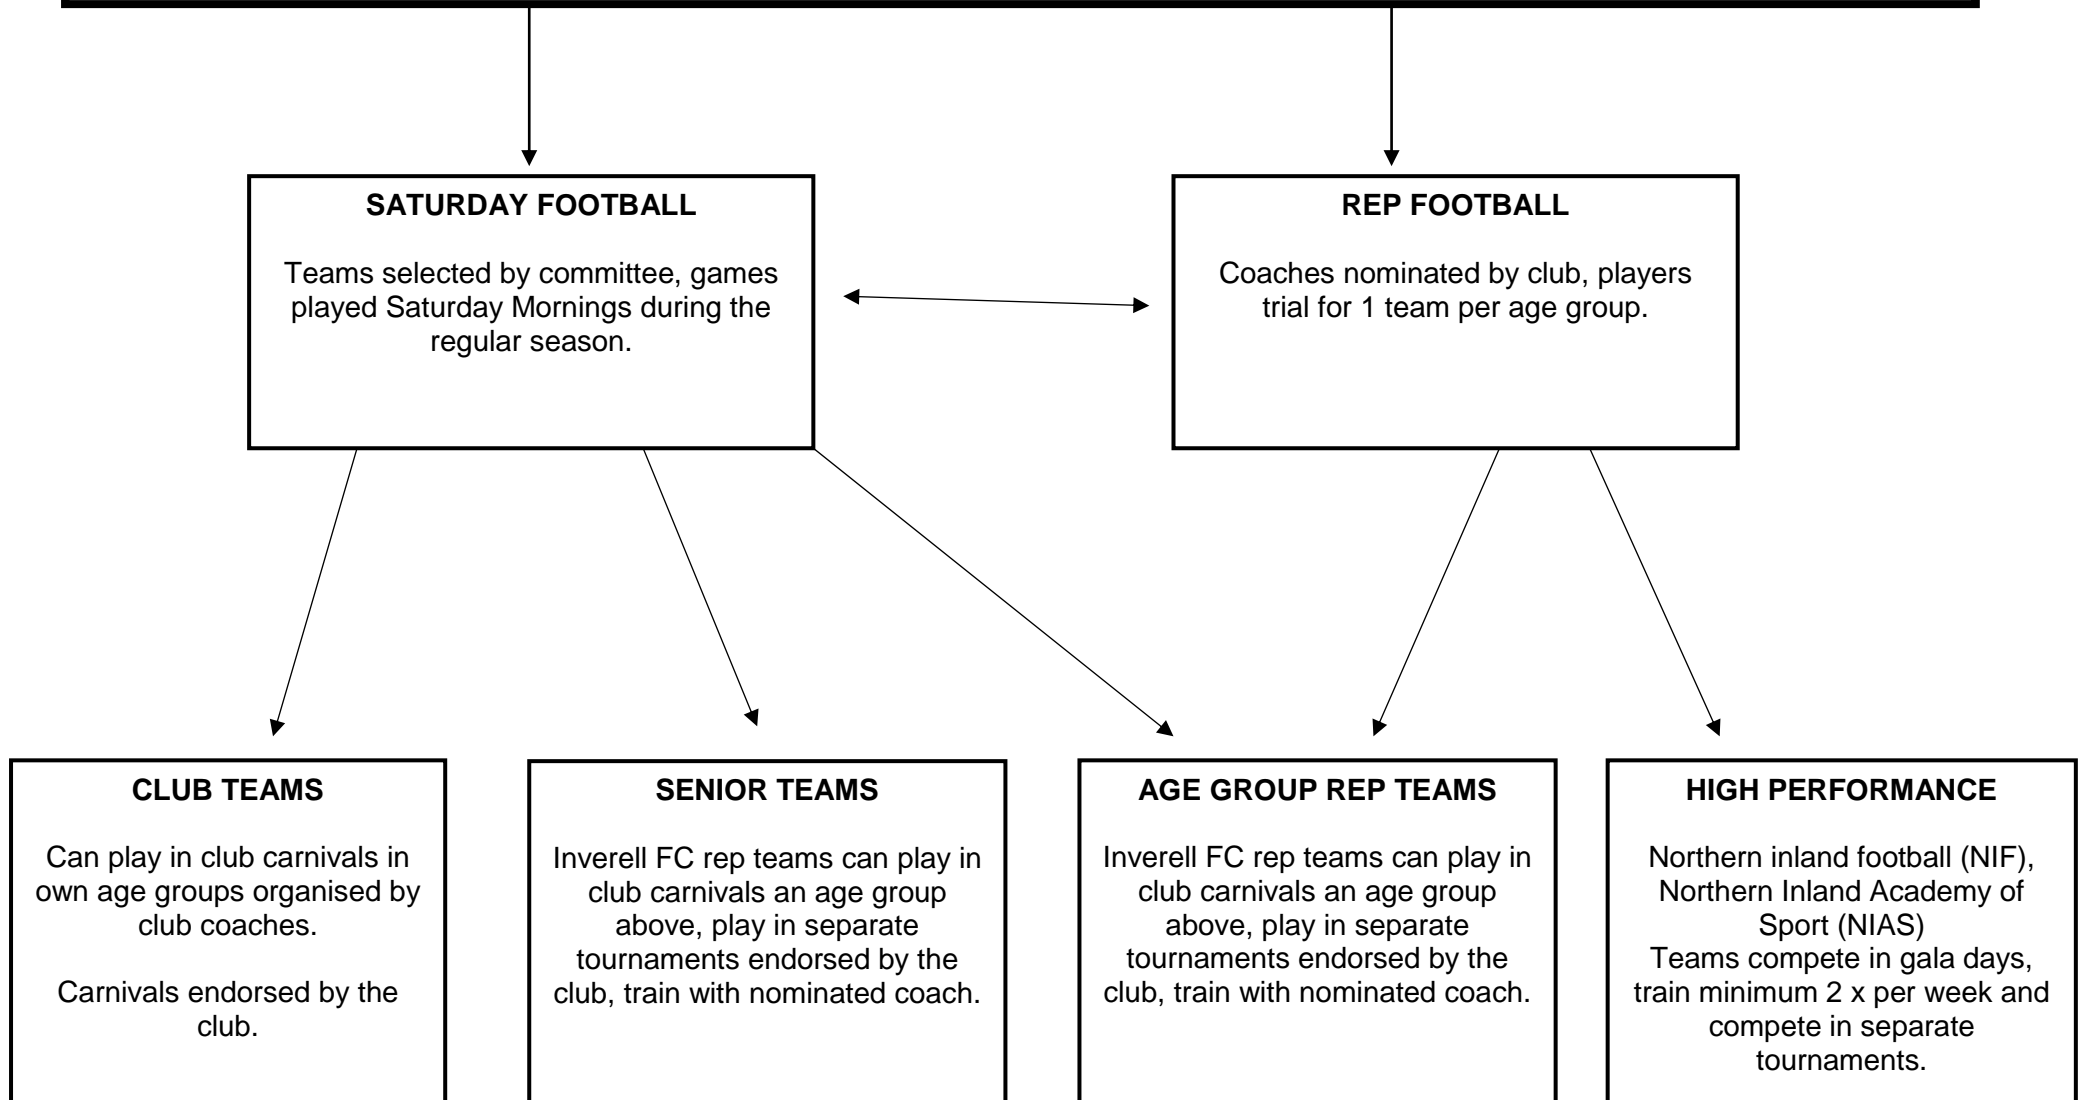 SATURDAY FOOTBALL
Teams selected by committee, games
played Saturday Mornings during the
regular season.
REP FOOTBALL
Coaches nominated by club, players
trial for 1 team per age group.
CLUB TEAMS
Can play in club carnivals in
own age groups organised by
club coaches.
Carnivals endorsed by the
club.
SENIOR TEAMS
Inverell FC rep teams can play in
club carnivals an age group
above, play in separate
tournaments endorsed by the
club, train with nominated coach.
AGE GROUP REP TEAMS
Inverell FC rep teams can play in
club carnivals an age group
above, play in separate
tournaments endorsed by the
club, train with nominated coach.
HIGH PERFORMANCE
Northern inland football (NIF),
Northern Inland Academy of
Sport (NIAS)
Teams compete in gala days,
train minimum 2 x per week and
compete in separate
tournaments.